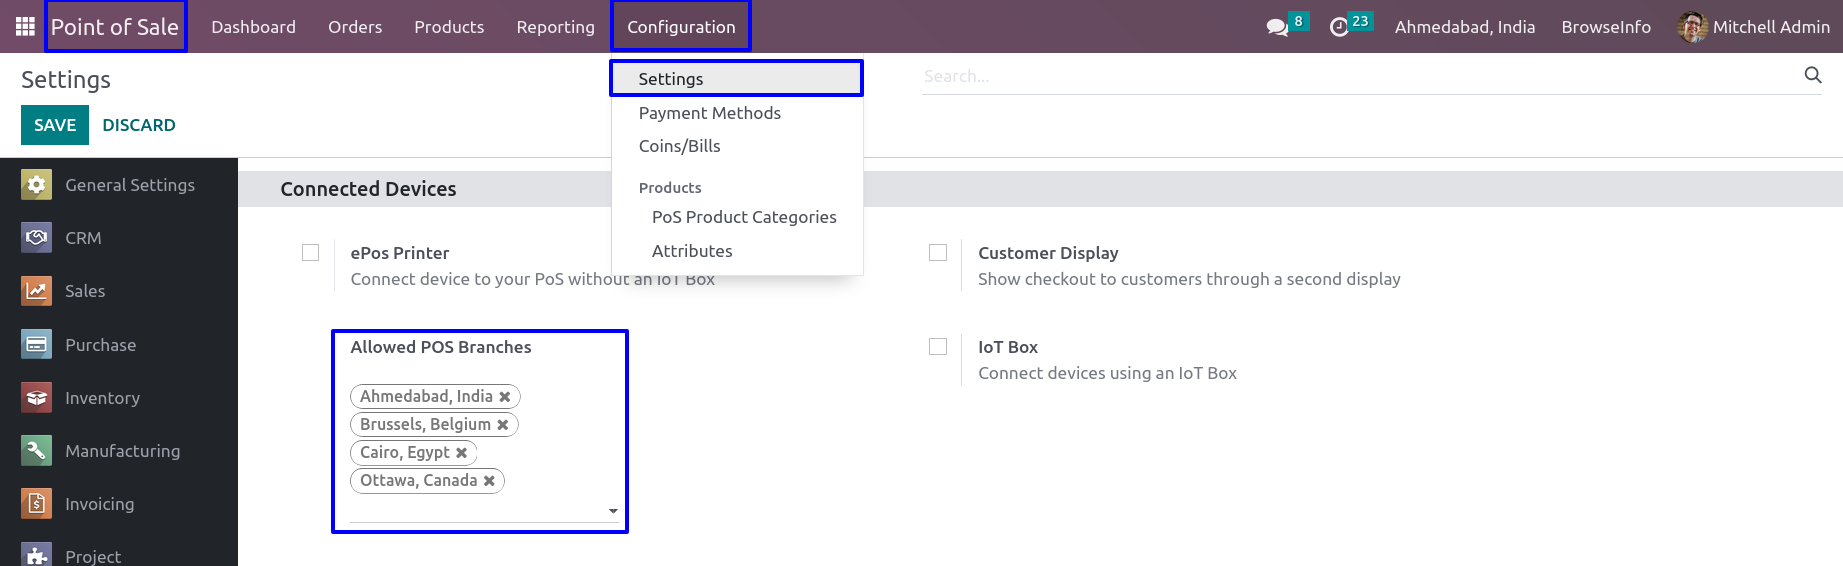 Point of Sale Dashboard Orders Products Reporting Configuration 8 23 Ahmedabad, India BrowseInfo Mitchell Admin
Settings
Search...
SAVE DISCARD
Settings
Payment Methods
Coins/Bills
Products
PoS Product Categories
Attributes
General Settings
CRM
Sales
Purchase
Inventory
Manufacturing
Invoicing
Project
Connected Devices
ePos Printer
Connect device to your PoS without an IoT Box
Customer Display
Show checkout to customers through a second display
Allowed POS Branches
Ahmedabad, India ✖
Brussels, Belgium ✖
Cairo, Egypt ✖
Ottawa, Canada ✖
IoT Box
Connect devices using an IoT Box